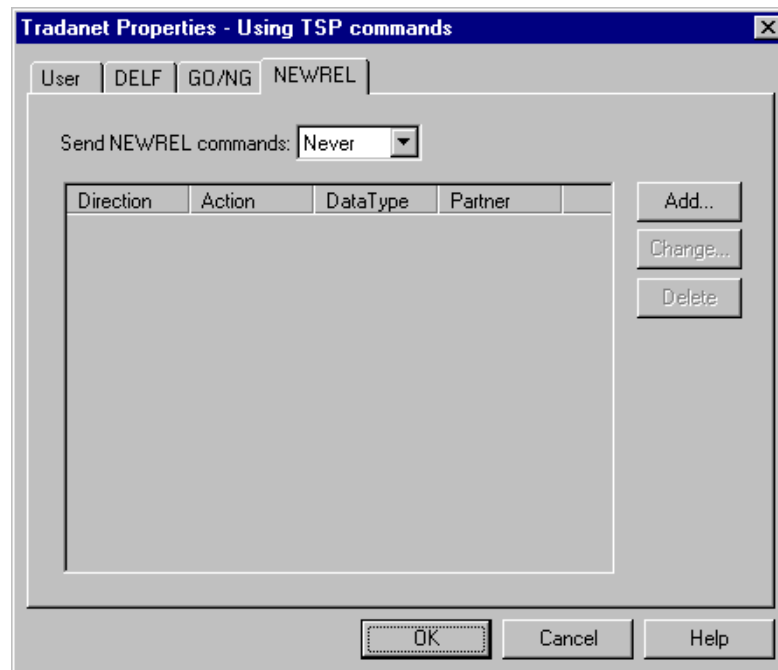 Tradanet Properties - Using TSP commands
User DELF GO/NG NEWREL
Send NEWREL commands: Never
Direction Action DataType Partner
Add...
Change...
Delete
OK Cancel Help